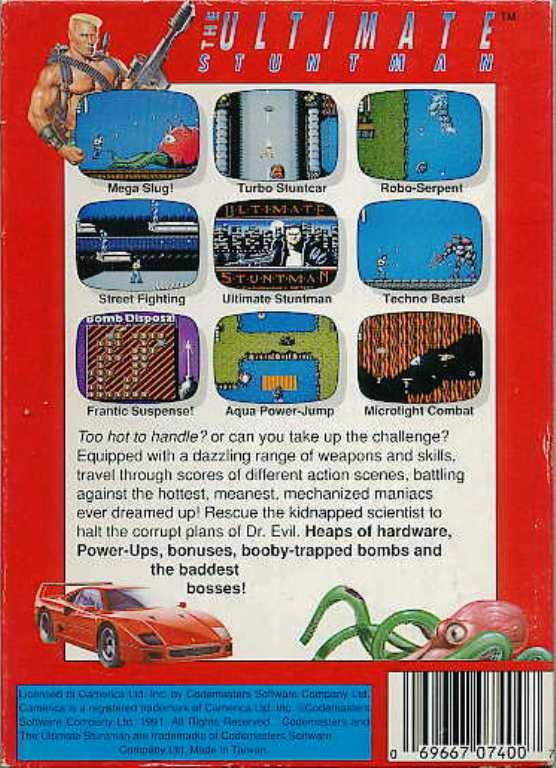 THE ULTIMATE™
STUNTMAN
Mega Slug!
Turbo Stuntcar
Robo-Serpent
ULTIMATE
STUNTMAN
Street Fighting
Ultimate Stuntman
Techno Beast
Bomb Disposal
Frantic Suspense!
Aqua Power-Jump
Microflight Combat
Too hot to handle? or can you take up the challenge?
Equipped with a dazzling range of weapons and skills,
travel through scores of different action scenes, battling
against the hottest, meanest, mechanized maniacs
ever dreamed up! Rescue the kidnapped scientist to
halt the corrupt plans of Dr. Evil. Heaps of hardware,
Power-Ups, bonuses, booby-trapped bombs and
the baddest
bosses!
Licensed to Camerica Ltd. Inc. by Codemasters Software Company Ltd.
Camerica is a registered trademark of Camerica Ltd. Inc. ©Codemasters
Software Company Ltd. 1991. All Rights Reserved. Codemasters and
The Ultimate Stuntman are trademarks of Codemasters Software
Company Ltd. Made in Taiwan.
0 69667 07400 7